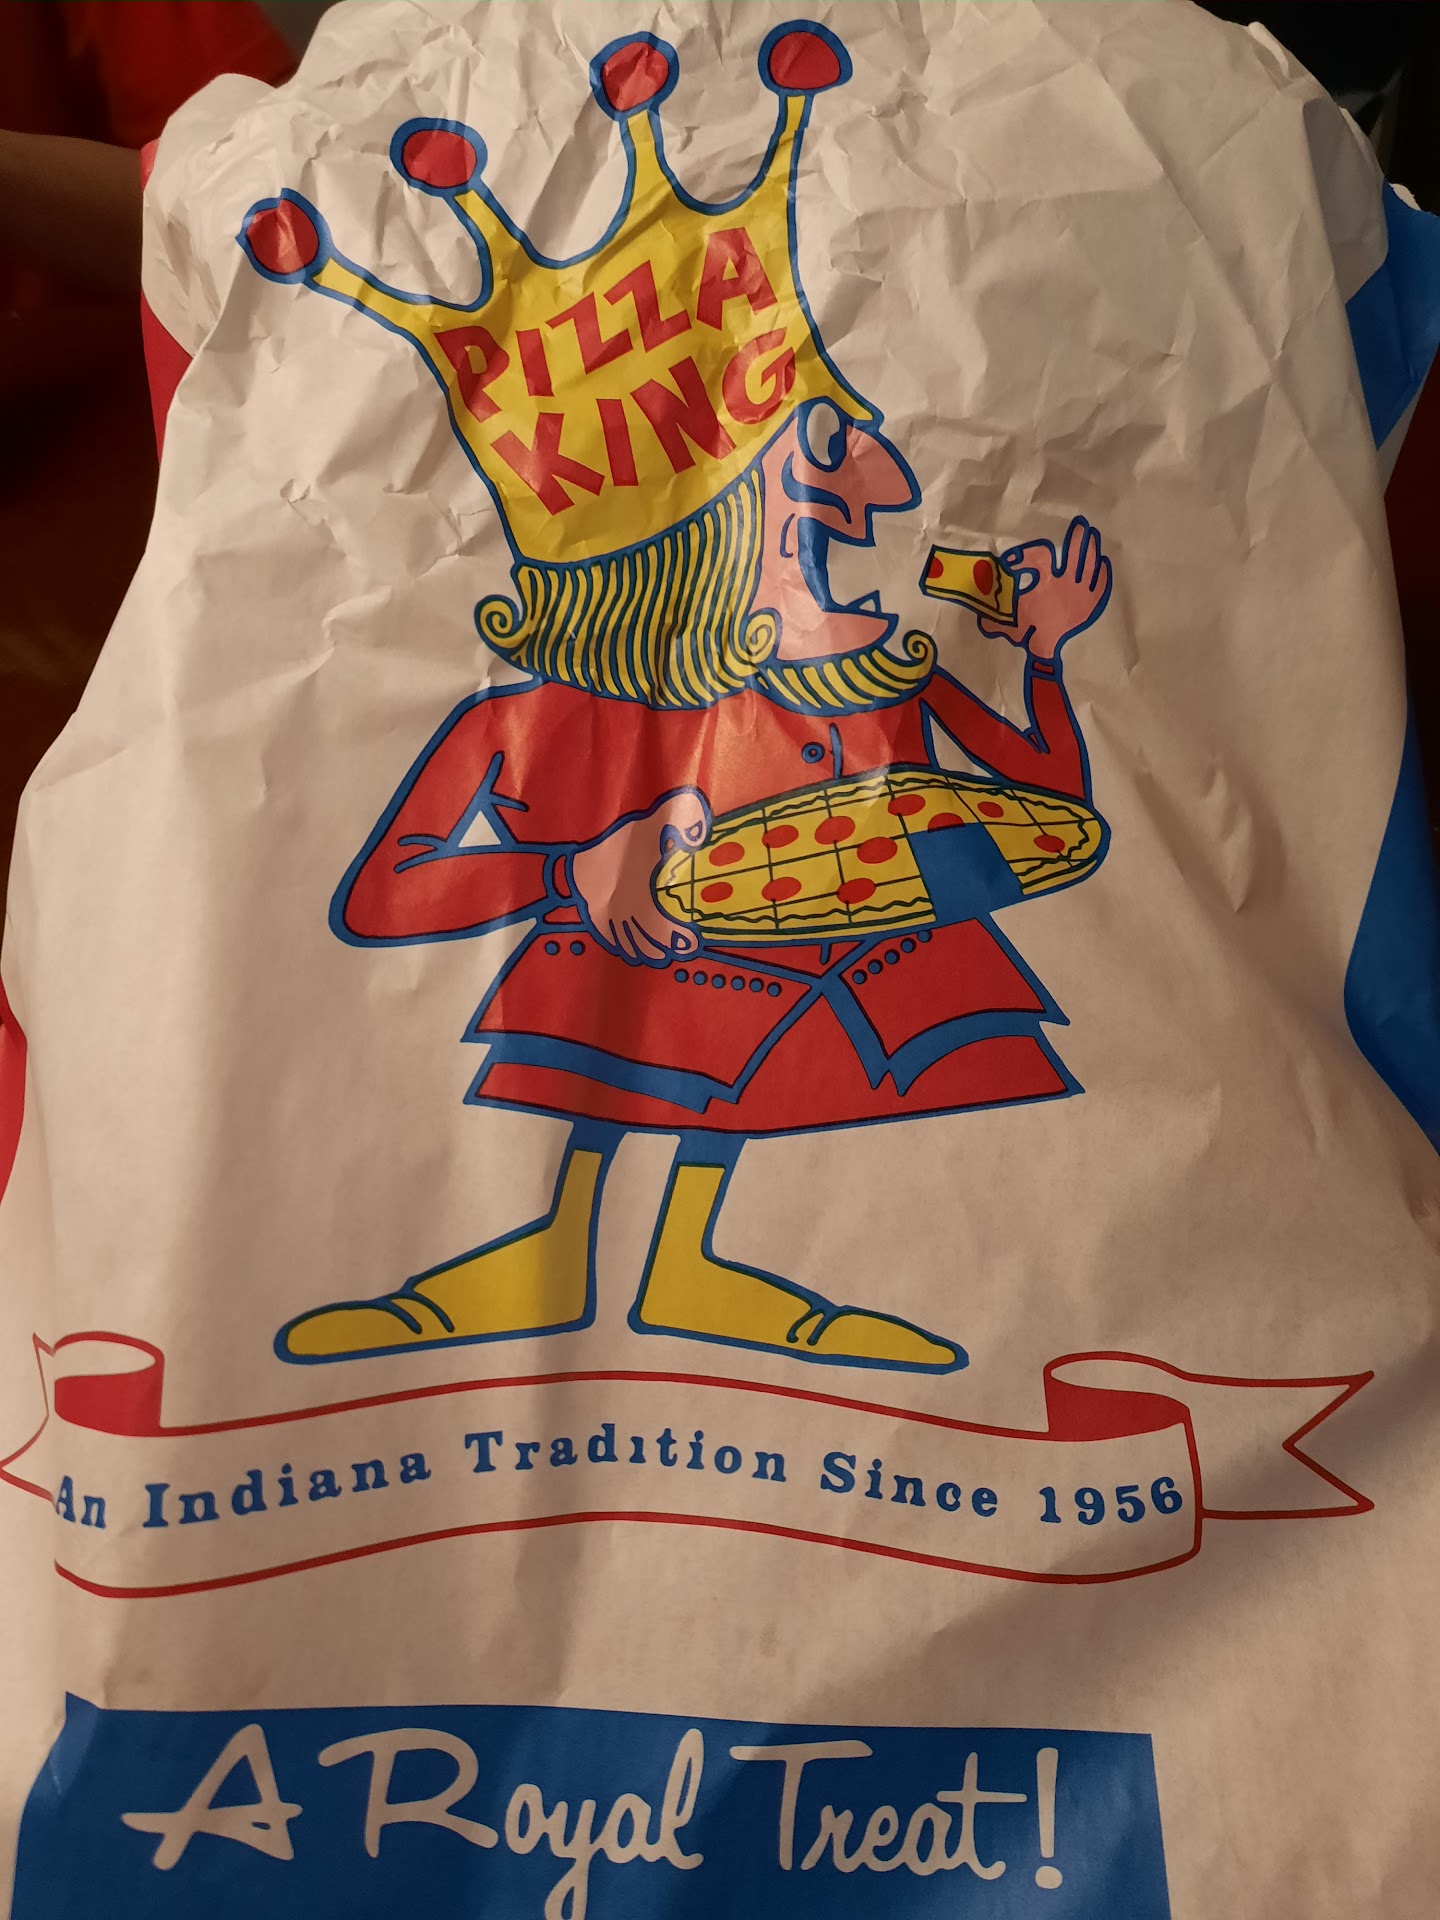 PIZZA
KING
An Indiana Tradition Since 1956
A Royal Treat!